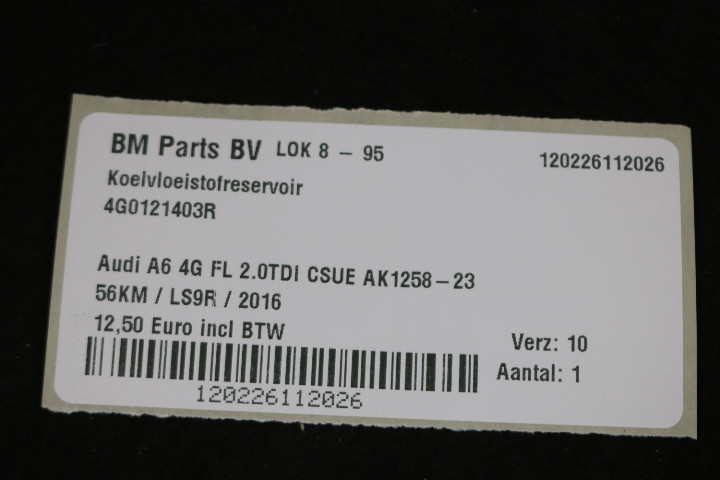 BM Parts BV LOK 8 - 95
120226112026
Koelvloeistofreservoir
4G0121403R
Audi A6 4G FL 2.0TDI CSUE AK1258-23
56KM / LS9R / 2016
12,50 Euro incl BTW
Verz: 10
Aantal: 1
120226112026